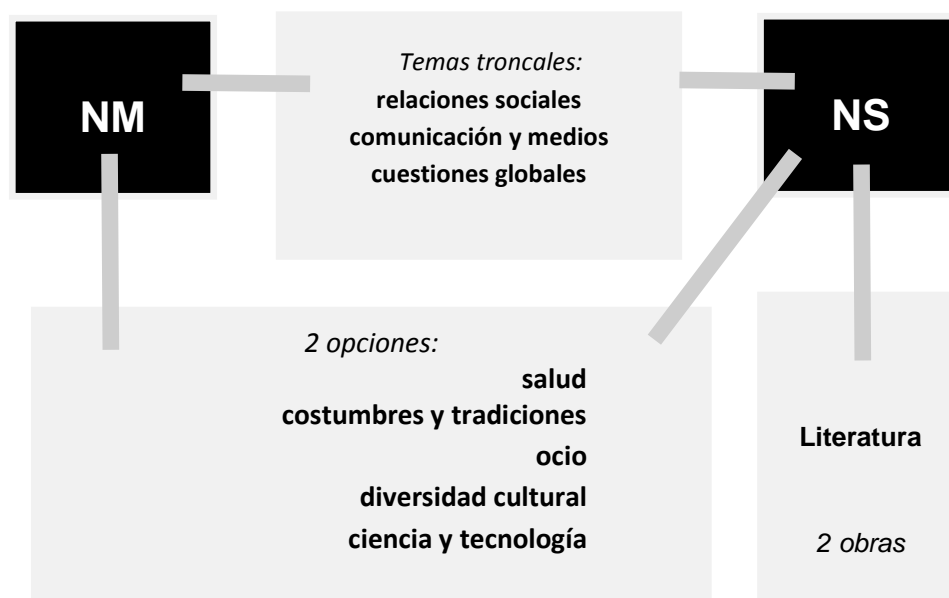 NM
Temas troncales:
relaciones sociales
comunicación y medios
cuestiones globales
NS
2 opciones:
salud
costumbres y tradiciones
ocio
diversidad cultural
ciencia y tecnología
Literatura
2 obras